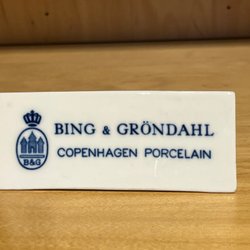 BING & GRÖNDAHL
COPENHAGEN PORCELAIN
B&G